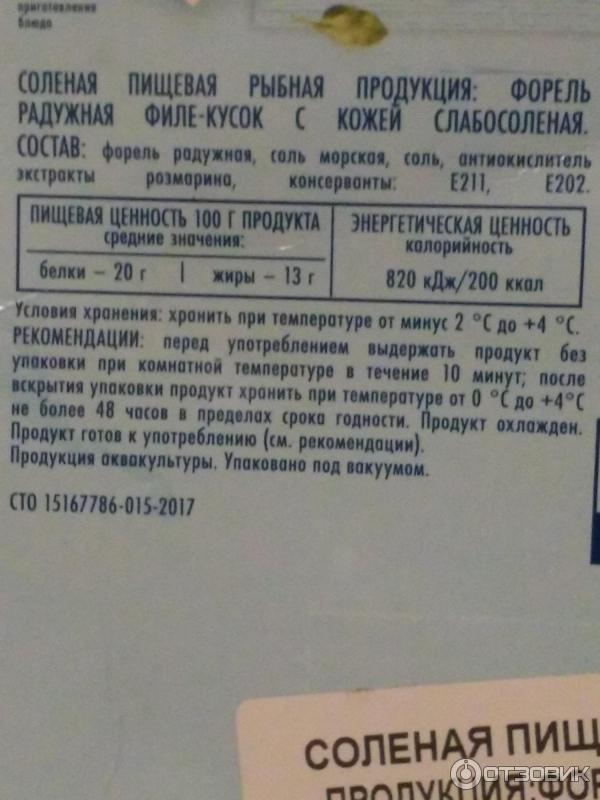 приготовления
блюда
СОЛЕНАЯ ПИЩЕВАЯ РЫБНАЯ ПРОДУКЦИЯ: ФОРЕЛЬ
РАДУЖНАЯ ФИЛЕ-КУСОК С КОЖЕЙ СЛАБОСОЛЕНАЯ.
СОСТАВ: форель радужная, соль морская, соль, антиокислитель
экстракты розмарина, консерванты: Е211, Е202.
ПИЩЕВАЯ ЦЕННОСТЬ 100 Г ПРОДУКТА
средние значения:
белки – 20 г | жиры – 13 г
ЭНЕРГЕТИЧЕСКАЯ ЦЕННОСТЬ
калорийность
820 кДж/200 ккал
Условия хранения: хранить при температуре от минус 2 °С до +4 °С.
РЕКОМЕНДАЦИИ: перед употреблением выдержать продукт без
упаковки при комнатной температуре в течение 10 минут; после
вскрытия упаковки продукт хранить при температуре от 0 °С до +4°С
не более 48 часов в пределах срока годности. Продукт охлажден.
Продукт готов к употреблению (см. рекомендации).
Продукция аквакультуры. Упаковано под вакуумом.
СТО 15167786-015-2017
СОЛЕНАЯ ПИЩ
ПРОДУКЦИЯ:ФОР
ОТЗОВИК